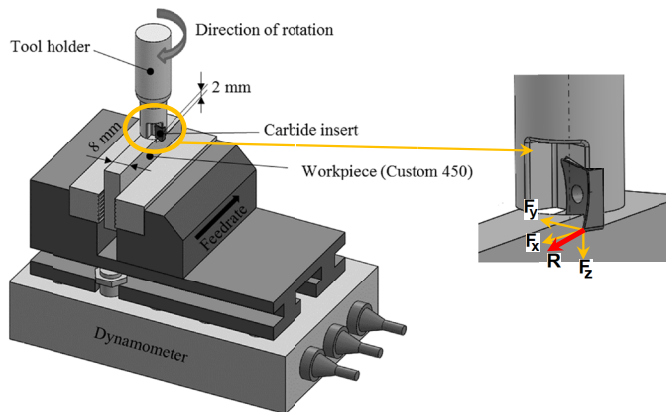 Direction of rotation
Tool holder
2 mm
Carbide insert
8 mm
Workpiece (Custom 450)
Feedrate
Dynamometer
Fy
Fx
R
Fz